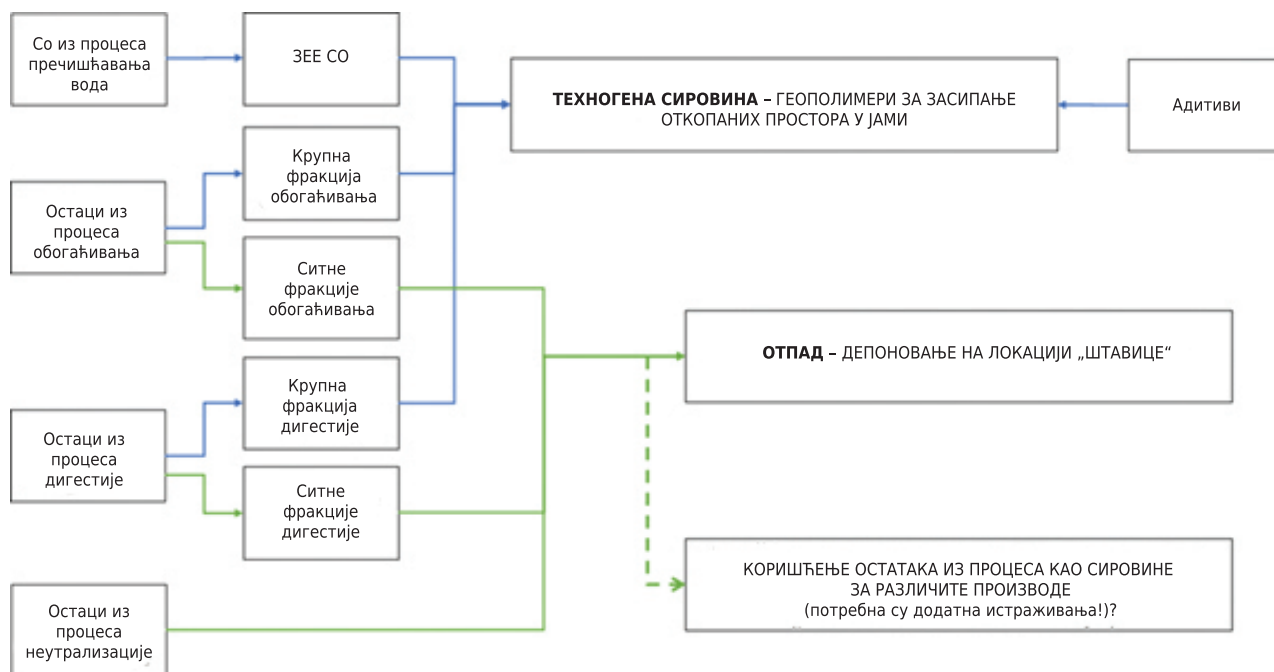 Со из процеса
пречишћавања
вода
ЗЕЕ СО
ТЕХНОГЕНА СИРОВИНА – ГЕОПОЛИМЕРИ ЗА ЗАСИПАЊЕ
ОТКОПАНИХ ПРОСТОРА У ЈАМИ
Адитиви
Крупна
фракција
обогаћивања
Остаци из
процеса
обогаћивања
Ситне
фракције
обогаћивања
ОТПАД – ДЕПОНОВАЊЕ НА ЛОКАЦИЈИ „ШТАВИЦЕ“
Крупна
фракција
дигестије
Остаци из
процеса
дигестије
Ситне
фракције
дигестије
КОРИШЋЕЊЕ ОСТАТАКА ИЗ ПРОЦЕСА КАО СИРОВИНЕ
ЗА РАЗЛИЧИТЕ ПРОИЗВОДЕ
(потребна су додатна истраживања!)?
Остаци из
процеса
неутрализације